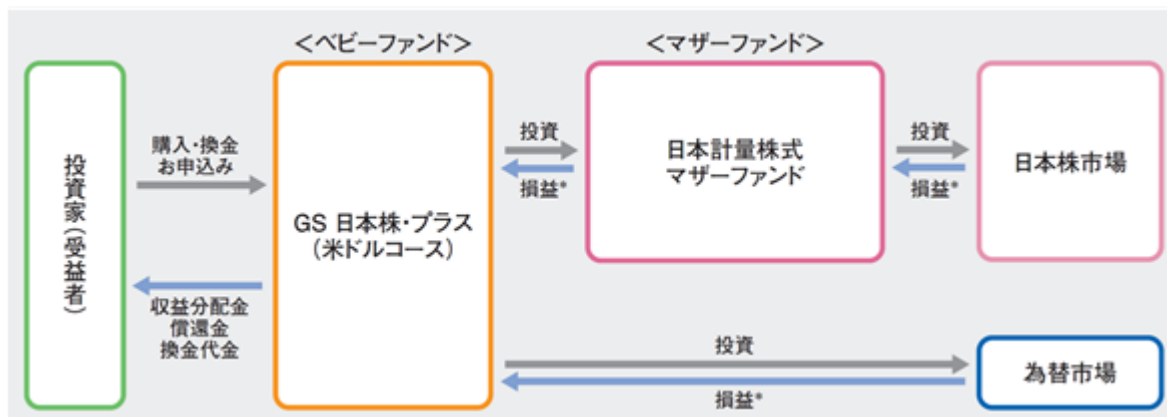 ＜ベビーファンド＞
＜マザーファンド＞
投資家（受益者）
購入・換金
お申込み
収益分配金
償還金
換金代金
GS 日本株・プラス
（米ドルコース）
投資
損益*
日本計量株式
マザーファンド
投資
損益*
日本株市場
投資
損益*
為替市場